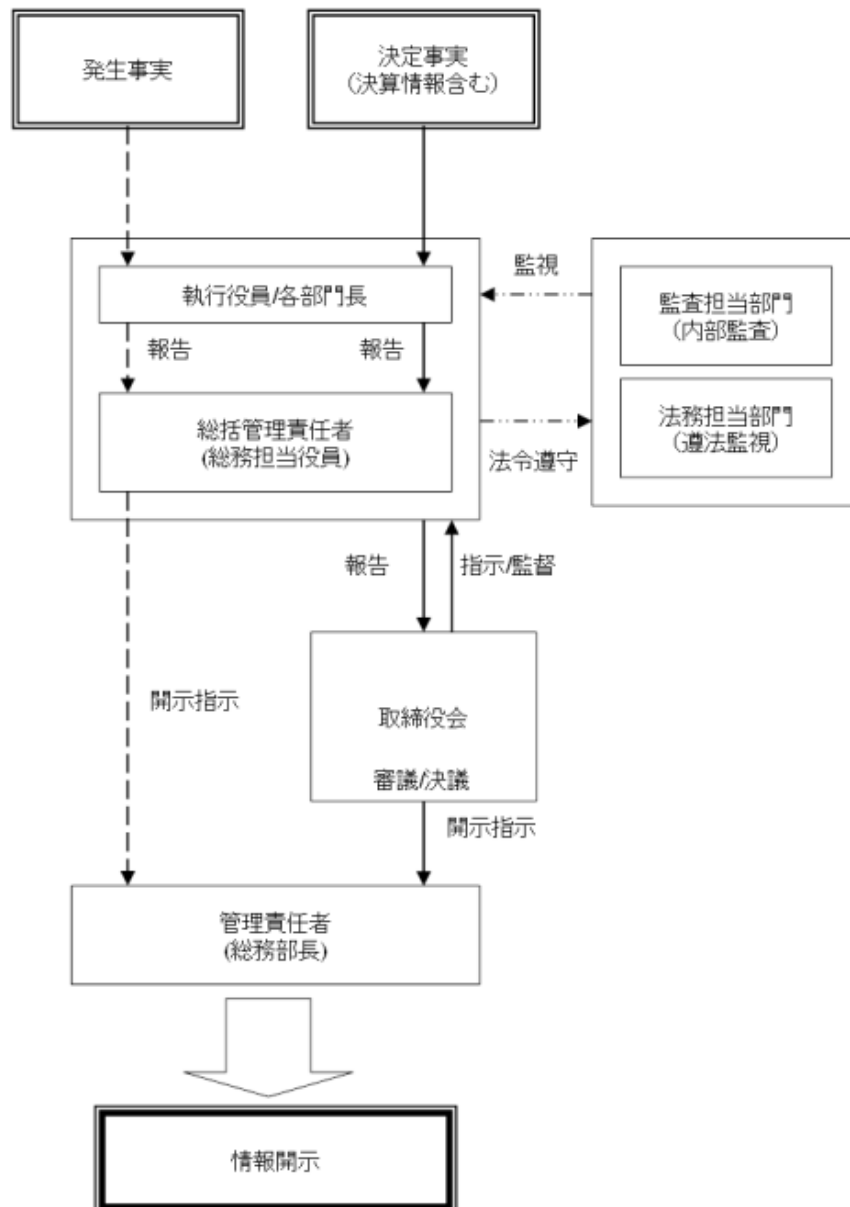 発生事実
決定事実
（決算情報含む）
執行役員/各部門長
監視
監査担当部門
（内部監査）
報告
報告
総括管理責任者
(総務担当役員)
法令遵守
法務担当部門
（遵法監視）
報告
指示/監督
開示指示
取締役会
審議/決議
開示指示
管理責任者
(総務部長)
情報開示